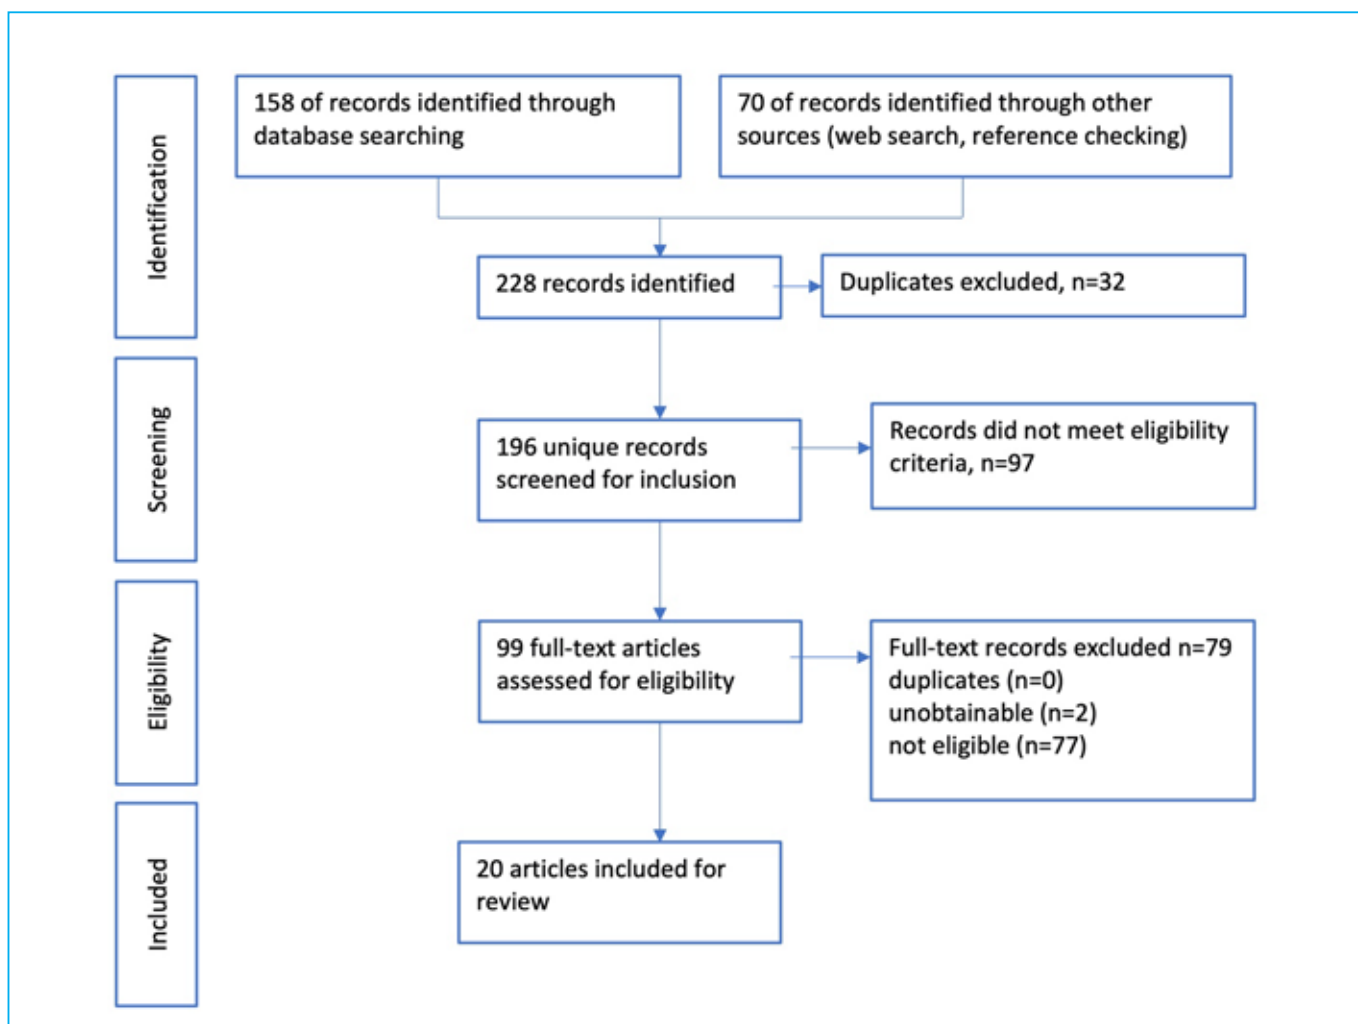 Identification
158 of records identified through
database searching
70 of records identified through other
sources (web search, reference checking)
228 records identified
Duplicates excluded, n=32
Screening
196 unique records
screened for inclusion
Records did not meet eligibility
criteria, n=97
Eligibility
99 full-text articles
assessed for eligibility
Full-text records excluded n=79
duplicates (n=0)
unobtainable (n=2)
not eligible (n=77)
Included
20 articles included for
review